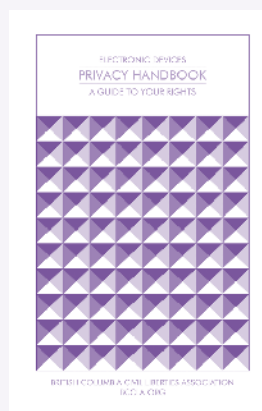 ELECTRONIC DEVICES
PRIVACY HANDBOOK
A GUIDE TO YOUR RIGHTS
BRITISH COLUMBIA CIVIL LIBERTIES ASSOCIATION
BCCLA.ORG